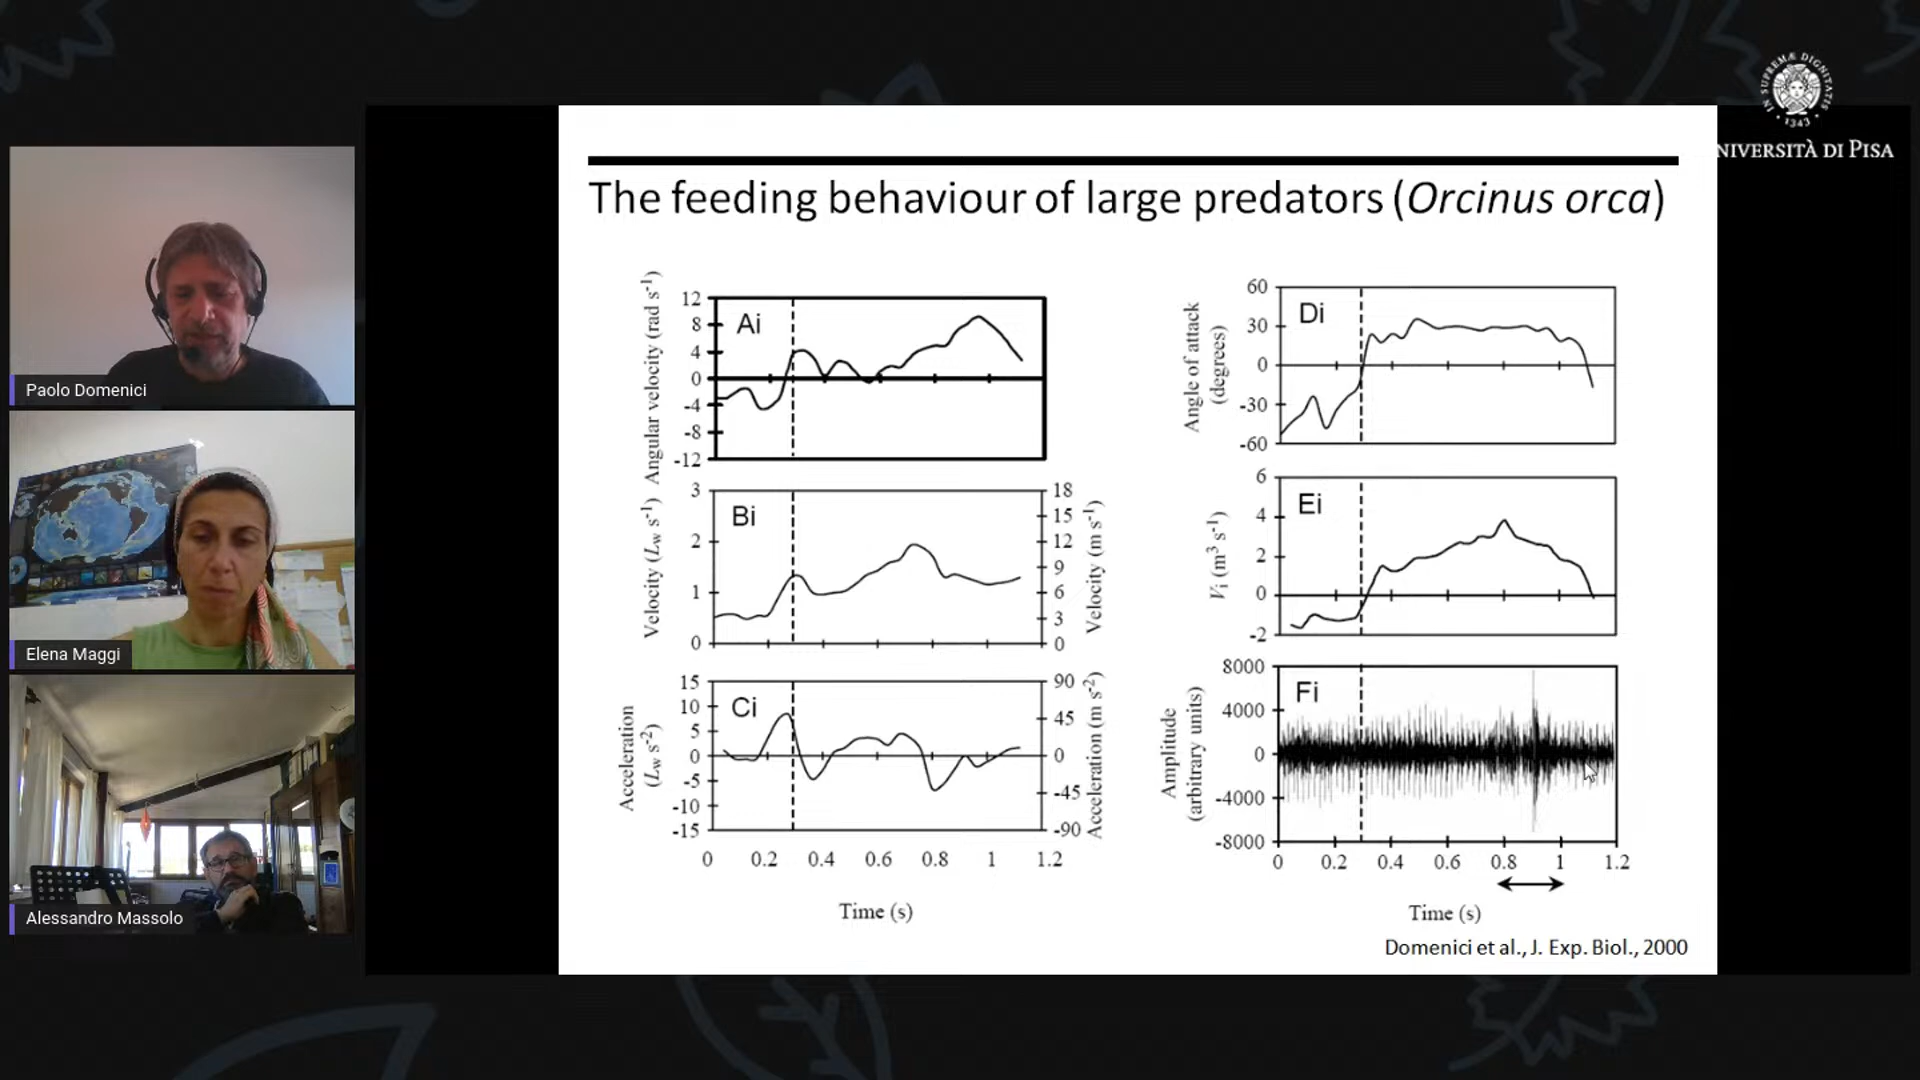 IN SUPREMÆ DIGNITATIS
· 1343 ·
NIVERSITÀ DI PISA
Paolo Domenici
Elena Maggi
Alessandro Massolo
The feeding behaviour of large predators (Orcinus orca)
Angular velocity (rad s⁻¹)
12
8
4
0
-4
-8
-12
Ai
Velocity (Lw s⁻¹)
3
2
1
0
Bi
18
15
12
9
6
3
0
Velocity (m s⁻¹)
Acceleration
(Lw s⁻²)
15
10
5
0
-5
-10
-15
Ci
90
45
0
-45
-90
Acceleration (m s⁻²)
0 0.2 0.4 0.6 0.8 1 1.2
Time (s)
Angle of attack
(degrees)
60
30
0
-30
-60
Di
Vi (m³ s⁻¹)
6
4
2
0
-2
Ei
Amplitude
(arbitrary units)
8000
4000
0
-4000
-8000
Fi
0 0.2 0.4 0.6 0.8 1 1.2
Time (s)
Domenici et al., J. Exp. Biol., 2000